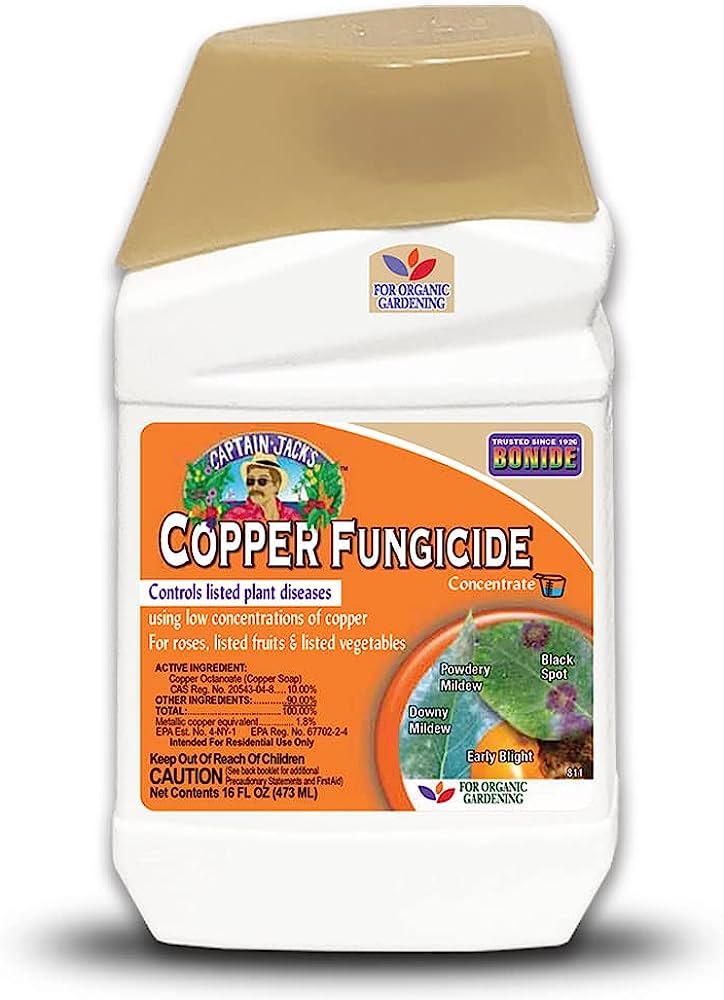 FOR ORGANIC
GARDENING
CAPTAIN JACK'S™
TRUSTED SINCE 1926
BONIDE
COPPER FUNGICIDE
Concentrate
Controls listed plant diseases
using low concentrations of copper
For roses, listed fruits & listed vegetables
ACTIVE INGREDIENT:
Copper Octanoate (Copper Soap)
CAS Reg. No. 20543-04-8.....10.00%
OTHER INGREDIENTS:...............90.00%
TOTAL:.......................................100.00%
Metallic copper equivalent............1.8%
EPA Est. No. 4-NY-1 EPA Reg. No. 67702-2-4
Intended For Residential Use Only
Keep Out Of Reach Of Children
CAUTION (See back booklet for additional
Precautionary Statements and First Aid)
Net Contents 16 FL OZ (473 ML)
Powdery
Mildew
Black
Spot
Downy
Mildew
Early Blight
811
FOR ORGANIC
GARDENING